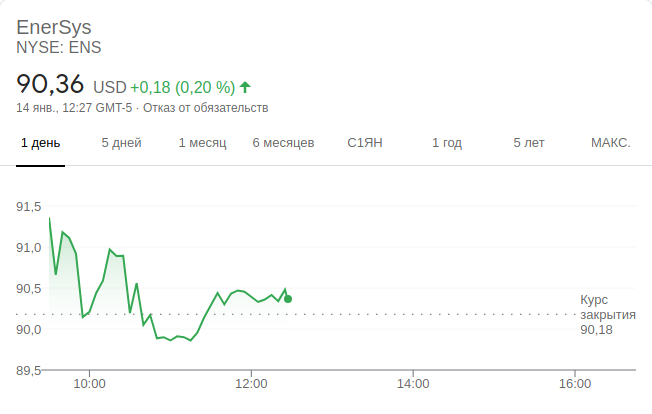 EnerSys
NYSE: ENS
90,36 USD +0,18 (0,20 %)
14 янв., 12:27 GMT-5 · Отказ от обязательств
1 день 5 дней 1 месяц 6 месяцев С1ЯН 1 год 5 лет МАКС.
91,5
91,0
90,5
Курс
закрытия
90,18
90,0
89,5
10:00 12:00 14:00 16:00